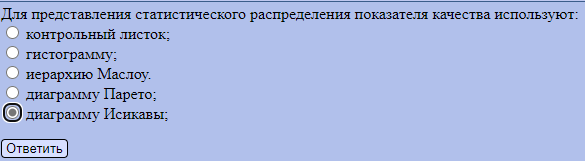 Для представления статистического распределения показателя качества используют:
контрольный листок;
гистограмму;
иерархию Маслоу.
диаграмму Парето;
диаграмму Исикавы;
Ответить